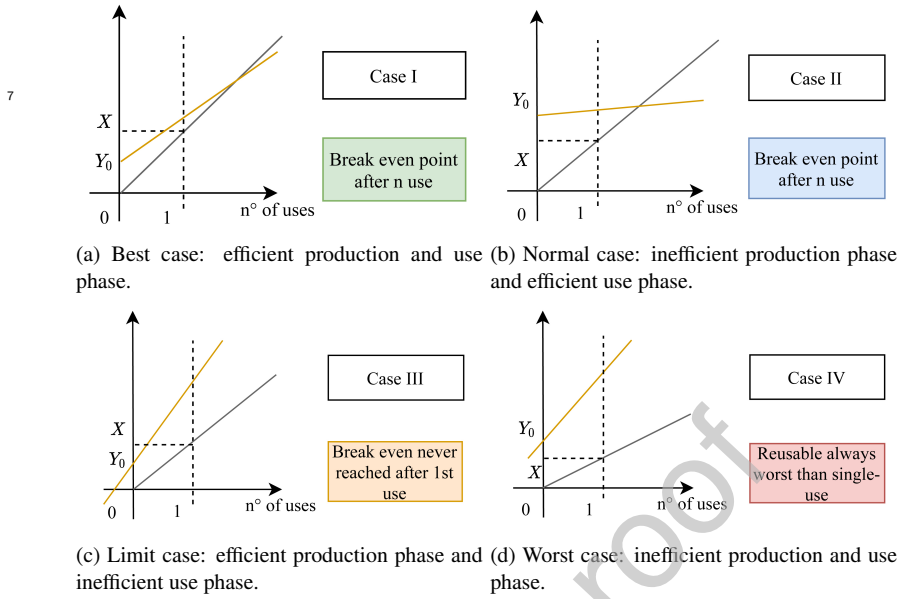 7
X
Y₀
0
1
n° of uses
Case I
Break even point
after n use
Y₀
X
0
1
n° of uses
Case II
Break even point
after n use
(a) Best case: efficient production and use
phase.
(b) Normal case: inefficient production phase
and efficient use phase.
X
Y₀
0
1
n° of uses
Case III
Break even never
reached after 1st
use
Y₀
X
0
1
n° of uses
Case IV
Reusable always
worst than single-
use
(c) Limit case: efficient production phase and
inefficient use phase.
(d) Worst case: inefficient production and use
phase.
roof